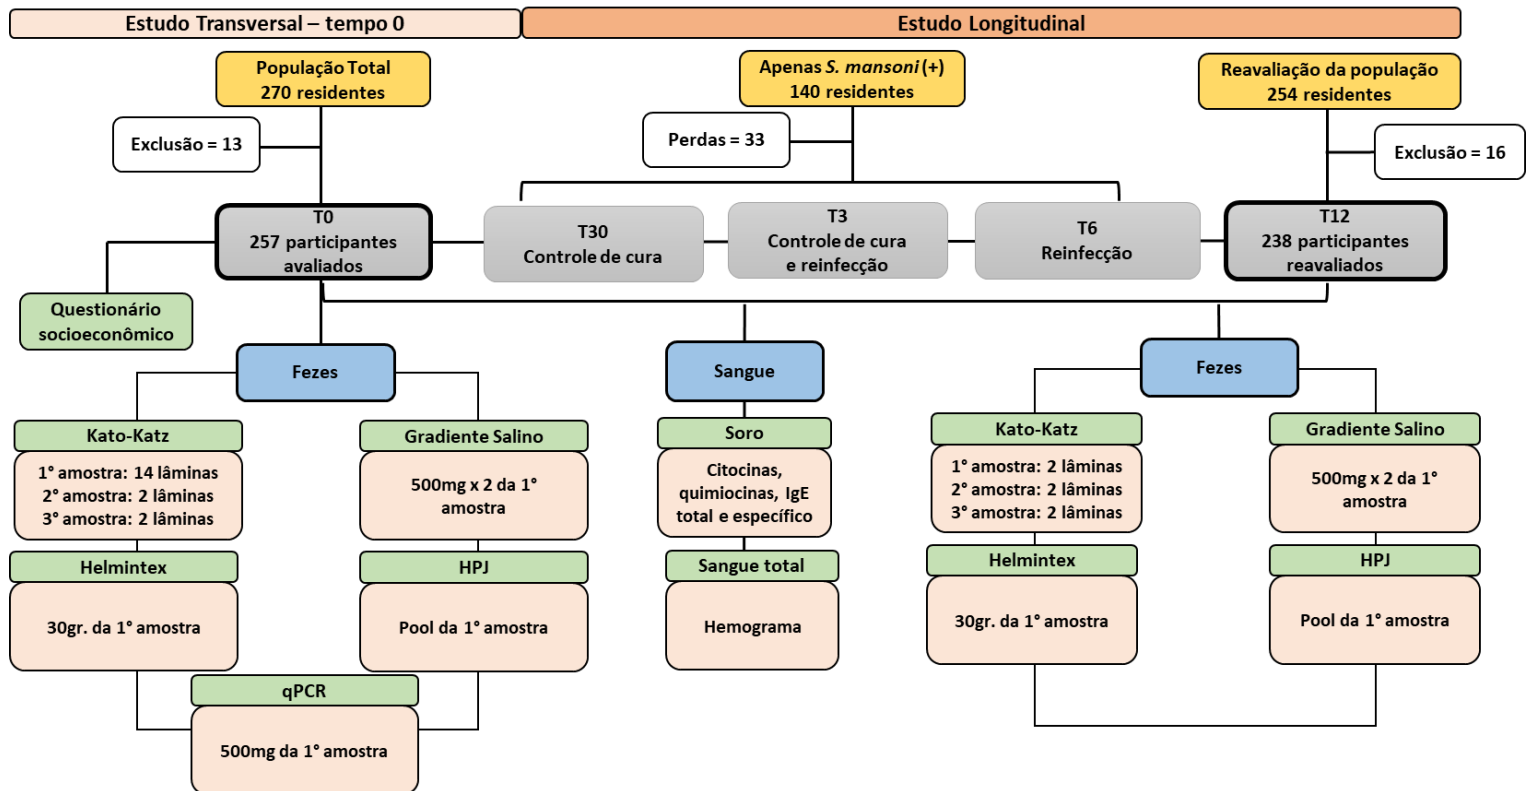 Estudo Transversal – tempo 0
Estudo Longitudinal
População Total
270 residentes
Apenas S. mansoni (+)
140 residentes
Reavaliação da população
254 residentes
Exclusão = 13
Perdas = 33
Exclusão = 16
T0
257 participantes
avaliados
T30
Controle de cura
T3
Controle de cura
e reinfecção
T6
Reinfecção
T12
238 participantes
reavaliados
Questionário
socioeconômico
Fezes
Sangue
Fezes
Kato-Katz
1° amostra: 14 lâminas
2° amostra: 2 lâminas
3° amostra: 2 lâminas
Gradiente Salino
500mg x 2 da 1°
amostra
Soro
Citocinas,
quimiocinas, IgE
total e específico
Kato-Katz
1° amostra: 2 lâminas
2° amostra: 2 lâminas
3° amostra: 2 lâminas
Gradiente Salino
500mg x 2 da 1°
amostra
Helmintex
30gr. da 1° amostra
HPJ
Pool da 1° amostra
Sangue total
Hemograma
Helmintex
30gr. da 1° amostra
HPJ
Pool da 1° amostra
qPCR
500mg da 1° amostra